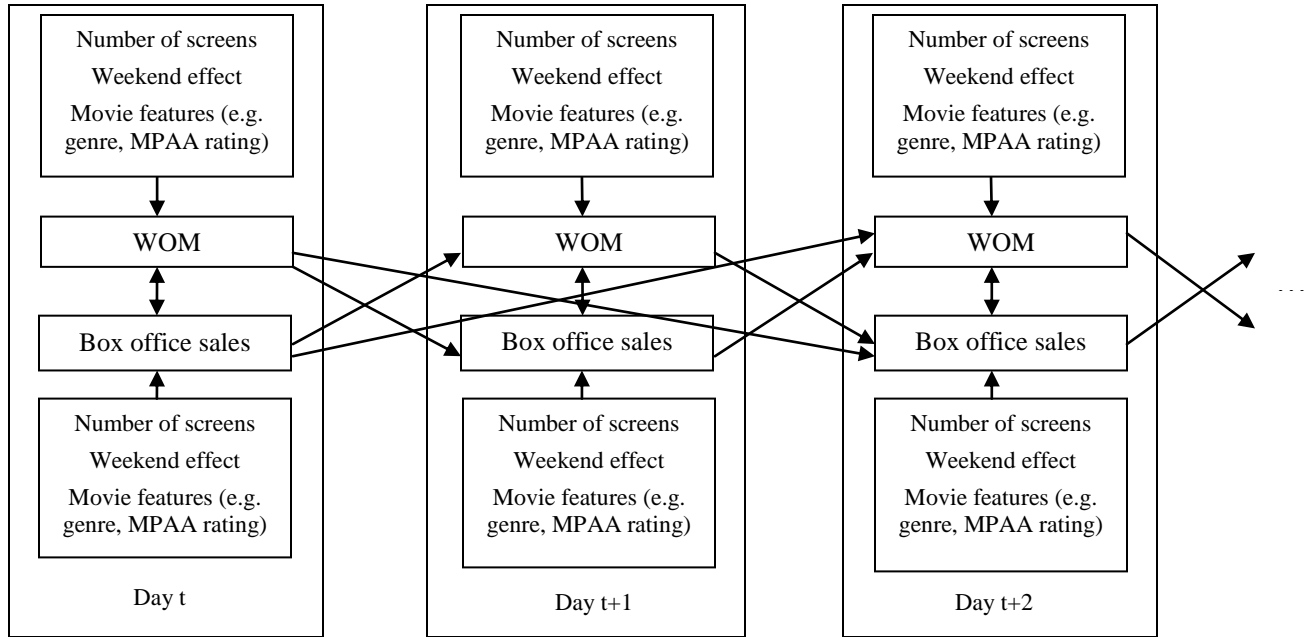 Number of screens
Weekend effect
Movie features (e.g.
genre, MPAA rating)
WOM
Box office sales
Number of screens
Weekend effect
Movie features (e.g.
genre, MPAA rating)
Day t
Number of screens
Weekend effect
Movie features (e.g.
genre, MPAA rating)
WOM
Box office sales
Number of screens
Weekend effect
Movie features (e.g.
genre, MPAA rating)
Day t+1
Number of screens
Weekend effect
Movie features (e.g.
genre, MPAA rating)
WOM
Box office sales
Number of screens
Weekend effect
Movie features (e.g.
genre, MPAA rating)
Day t+2
...